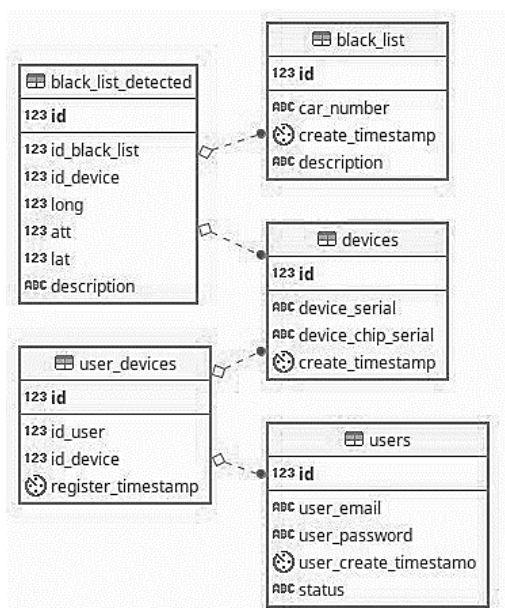 black_list
123 id
ABC car_number
create_timestamp
ABC description
black_list_detected
123 id
123 id_black_list
123 id_device
123 long
123 att
123 lat
ABC description
devices
123 id
ABC device_serial
ABC device_chip_serial
create_timestamp
user_devices
123 id
123 id_user
123 id_device
register_timestamp
users
123 id
ABC user_email
ABC user_password
user_create_timestamo
ABC status